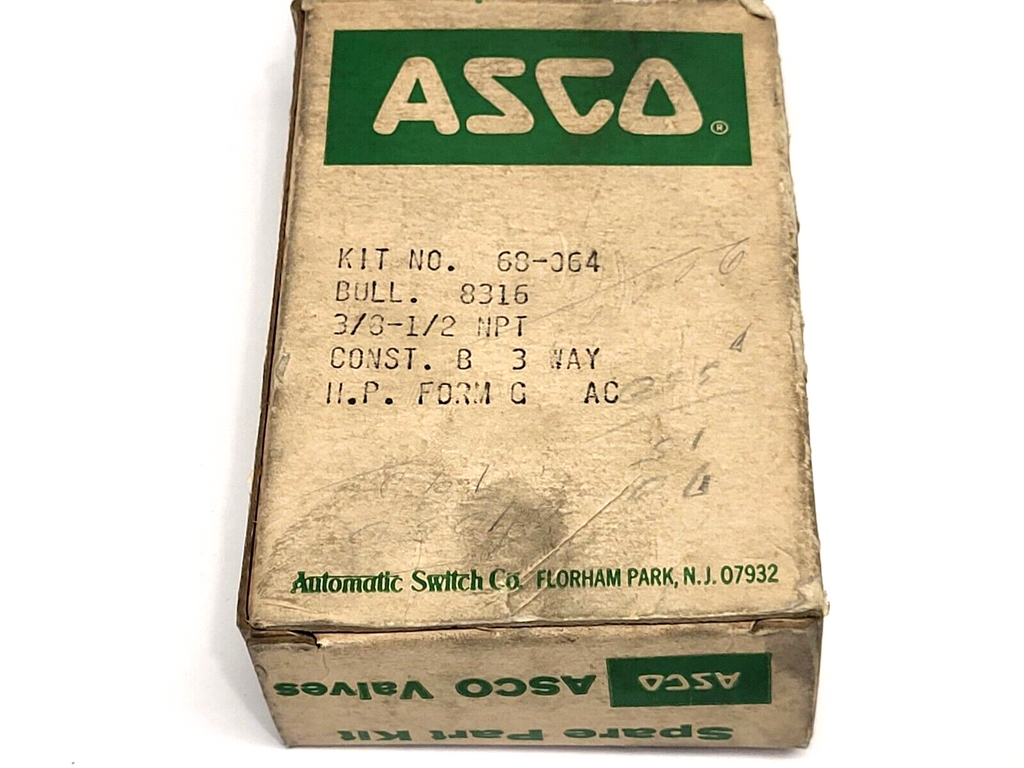 ASCO®
KIT NO. 68-064
BULL. 8316
3/8-1/2 NPT
CONST. B 3 WAY
H.P. FORM G AC
Automatic Switch Co. FLORHAM PARK, N.J. 07932
ASCO
ASCO Valves
Spare Part Kit